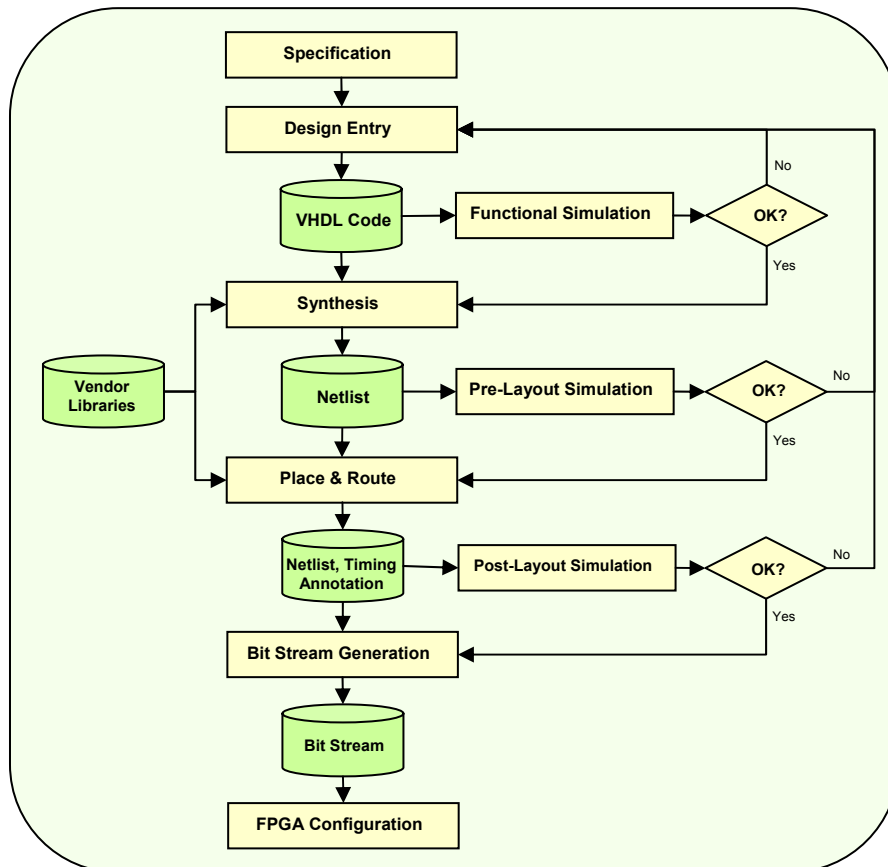 Specification
Design Entry
No
VHDL Code
Functional Simulation
OK?
Yes
Synthesis
Vendor
Libraries
Netlist
Pre-Layout Simulation
OK?
No
Yes
Place & Route
Netlist, Timing
Annotation
Post-Layout Simulation
OK?
No
Yes
Bit Stream Generation
Bit Stream
FPGA Configuration